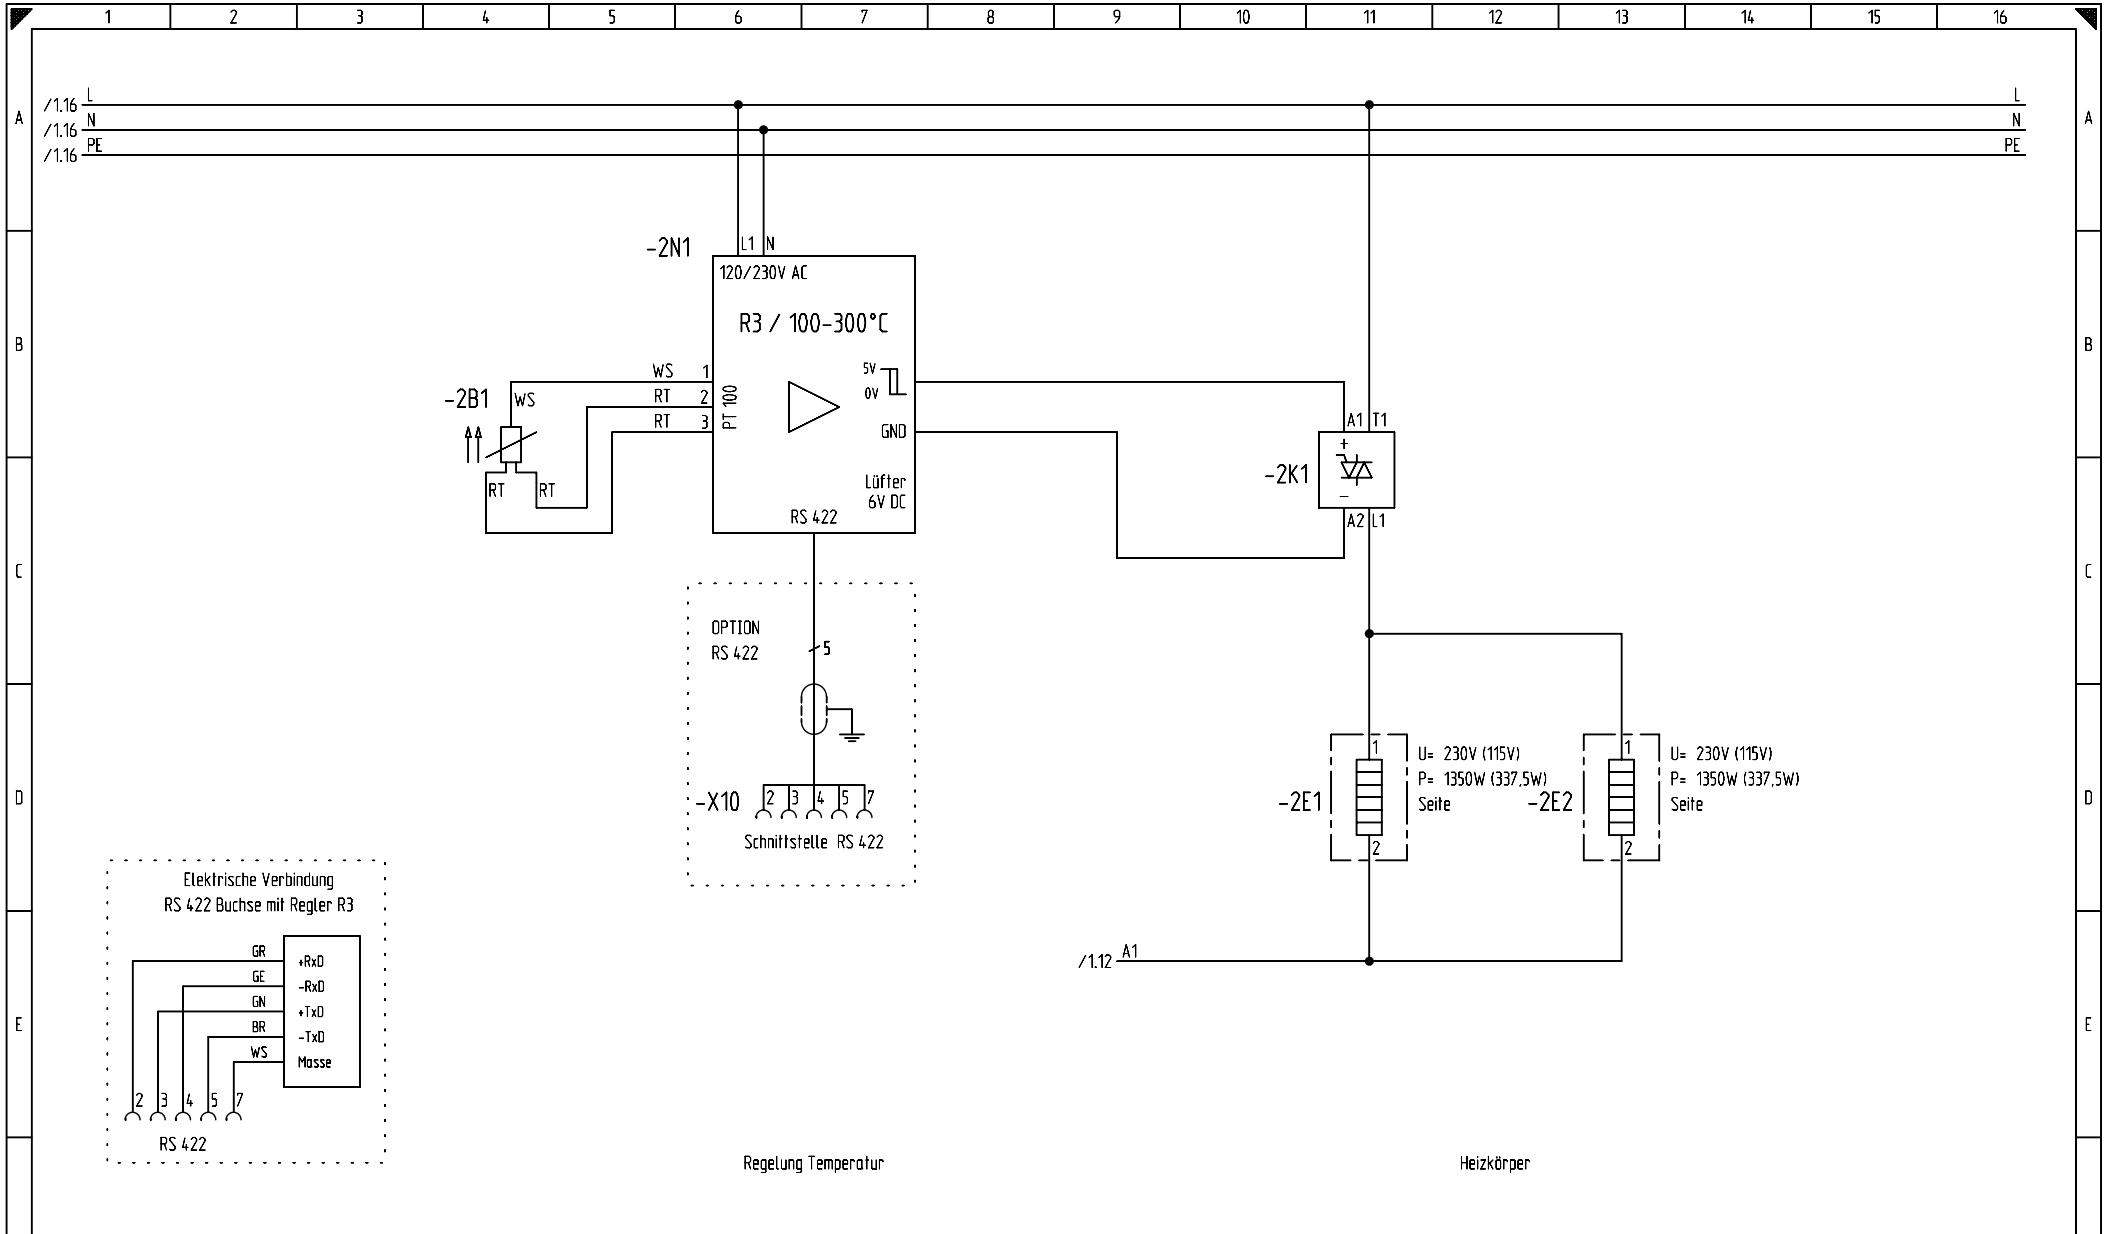 1 2 3 4 5 6 7 8 9 10 11 12 13 14 15 16
A A
/1.16 L L
/1.16 N N
/1.16 PE PE
-2N1 L1 N
120/230V AC
R3 / 100-300°C
B B
WS 1 5V
-2B1 WS RT 2 PT 100 0V
RT 3 GND A1 T1
+
-2K1
RT RT Lüfter
6V DC
-
RS 422 A2 L1
C C
OPTION
RS 422 5
1 U= 230V (115V) 1 U= 230V (115V)
P= 1350W (337,5W) P= 1350W (337,5W)
D -X10 2 3 4 5 7 -2E1 Seite -2E2 Seite D
Schnittstelle RS 422 2 2
Elektrische Verbindung
RS 422 Buchse mit Regler R3
GR +RxD /1.12 A1
GE -RxD
GN +TxD
E BR -TxD E
WS Masse
2 3 4 5 7
RS 422
Regelung Temperatur Heizkörper